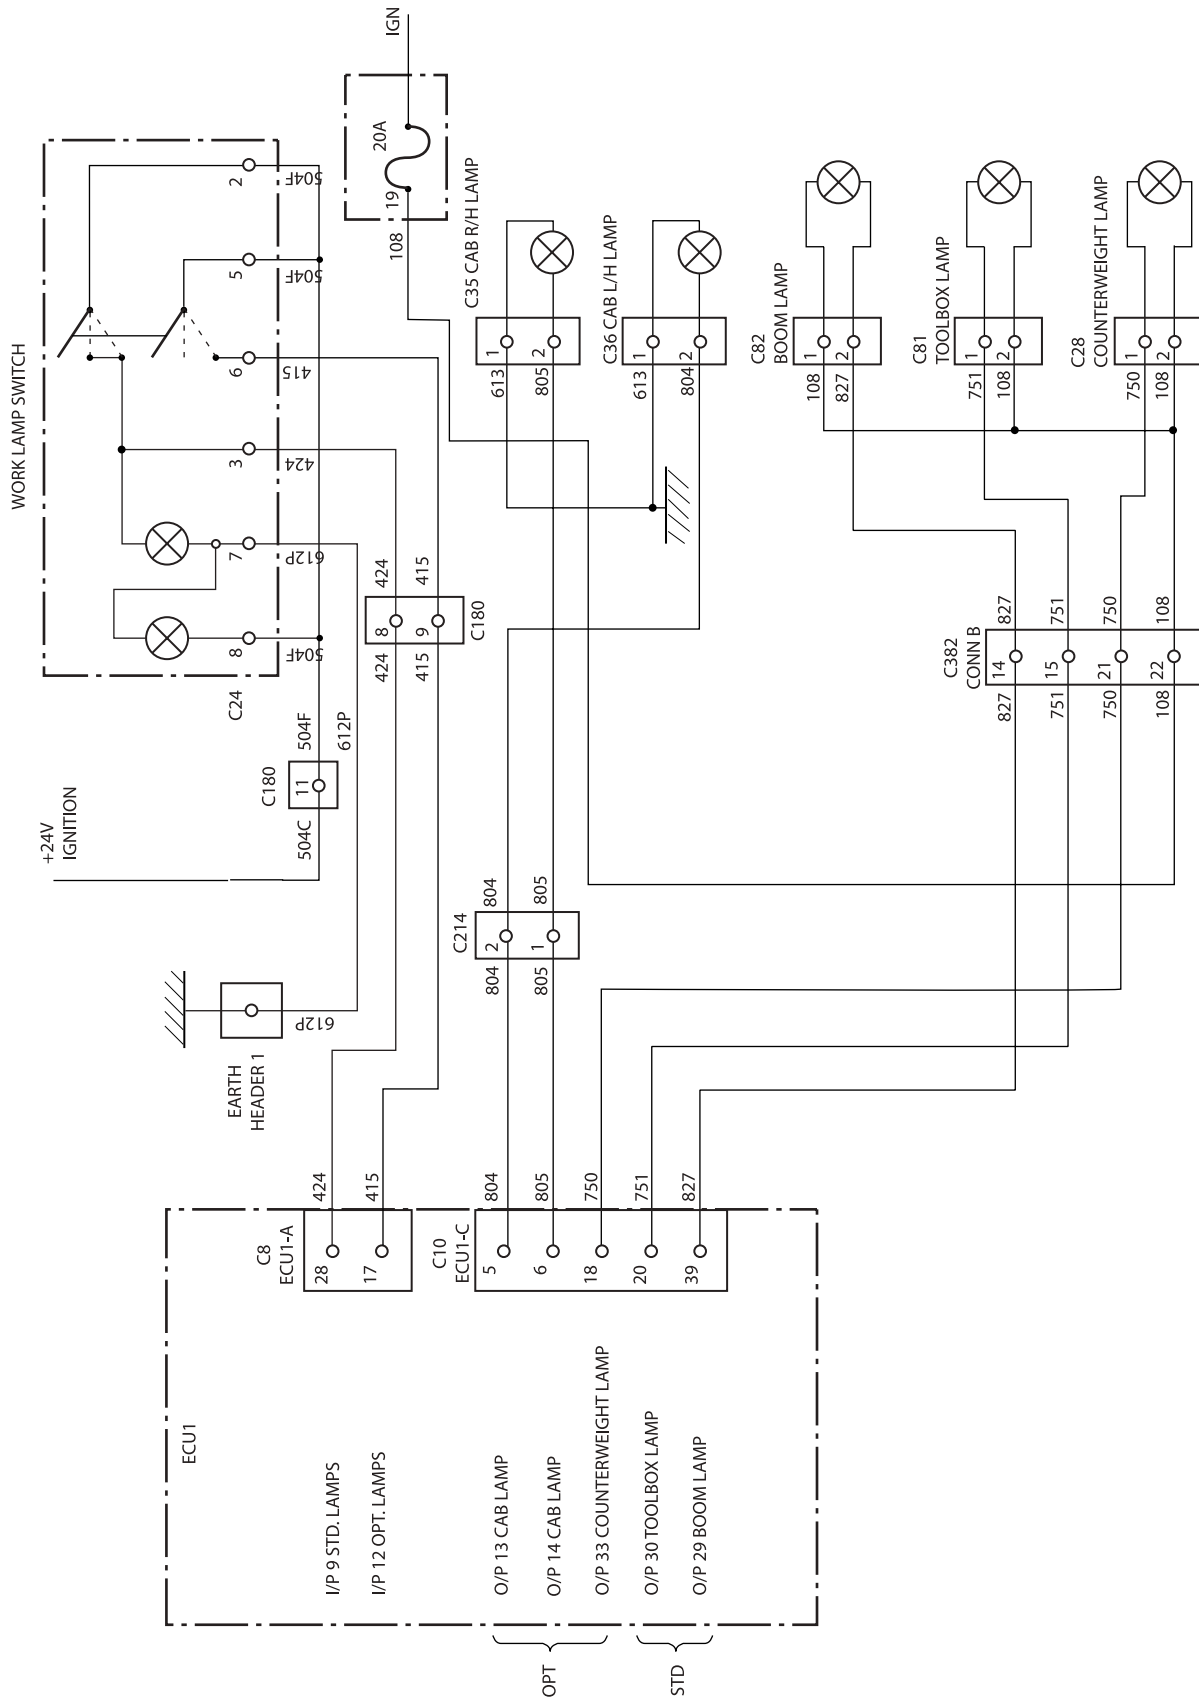 WORK LAMP SWITCH
2
504F
5
504F
6
415
3
424
7
612P
8
504F
C24
IGN
20A
19
108
+24V
IGNITION
C180
11
504C
504F
612P
424
415
8
9
C180
424
415
EARTH
HEADER 1
612P
C35 CAB R/H LAMP
1
2
613
805
C36 CAB L/H LAMP
1
2
613
804
C82
BOOM LAMP
1
2
108
827
C81
TOOLBOX LAMP
1
2
751
108
C28
COUNTERWEIGHT LAMP
1
2
750
108
C382
CONN B
827
751
750
108
14
15
21
22
827
751
750
108
C214
804
805
2
1
804
805
ECU1
C8
ECU1-A
424
415
28
17
C10
ECU1-C
804
805
750
751
827
5
6
18
20
39
I/P 9 STD. LAMPS
I/P 12 OPT. LAMPS
O/P 13 CAB LAMP
O/P 14 CAB LAMP
O/P 33 COUNTERWEIGHT LAMP
O/P 30 TOOLBOX LAMP
O/P 29 BOOM LAMP
OPT
STD